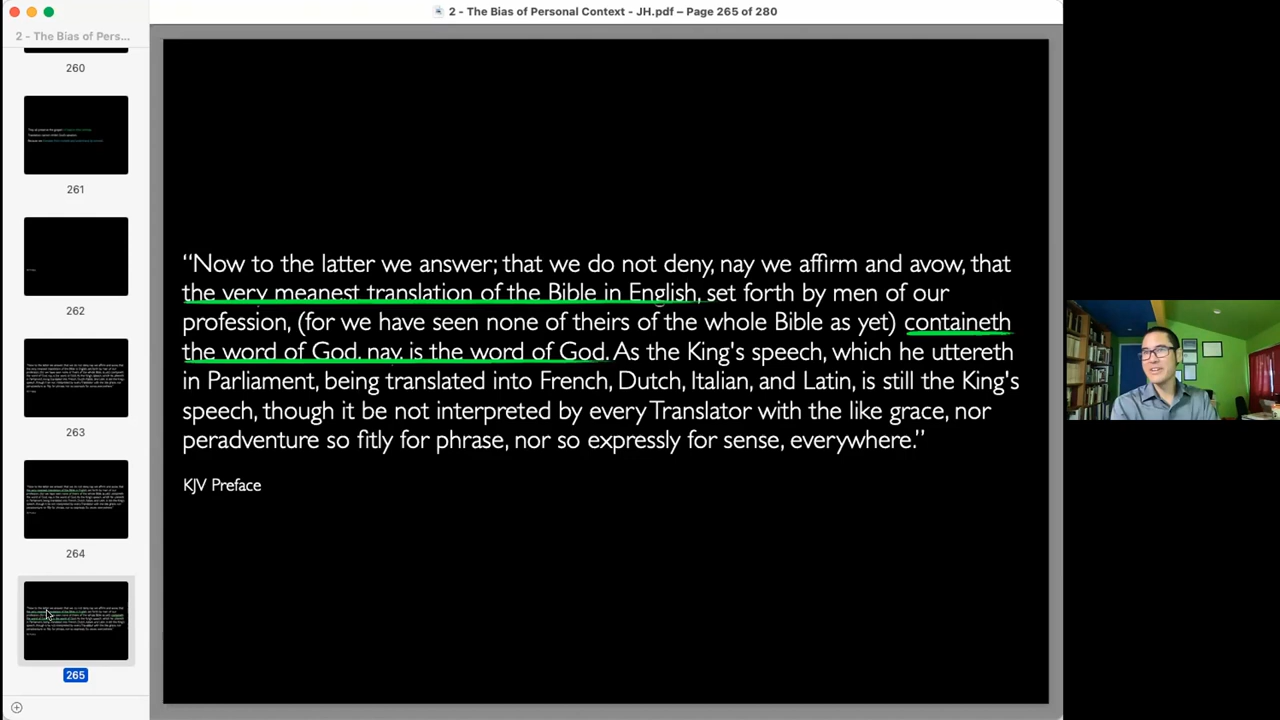 2 - The Bias of Personal Context - JH.pdf – Page 265 of 280
2 - The Bias of Pers...
260
261
262
263
264
265
“Now to the latter we answer; that we do not deny, nay we affirm and avow, that
the very meanest translation of the Bible in English, set forth by men of our
profession, (for we have seen none of theirs of the whole Bible as yet) containeth
the word of God, nay, is the word of God. As the King's speech, which he uttereth
in Parliament, being translated into French, Dutch, Italian, and Latin, is still the King's
speech, though it be not interpreted by every Translator with the like grace, nor
peradventure so fitly for phrase, nor so expressly for sense, everywhere.”
KJV Preface